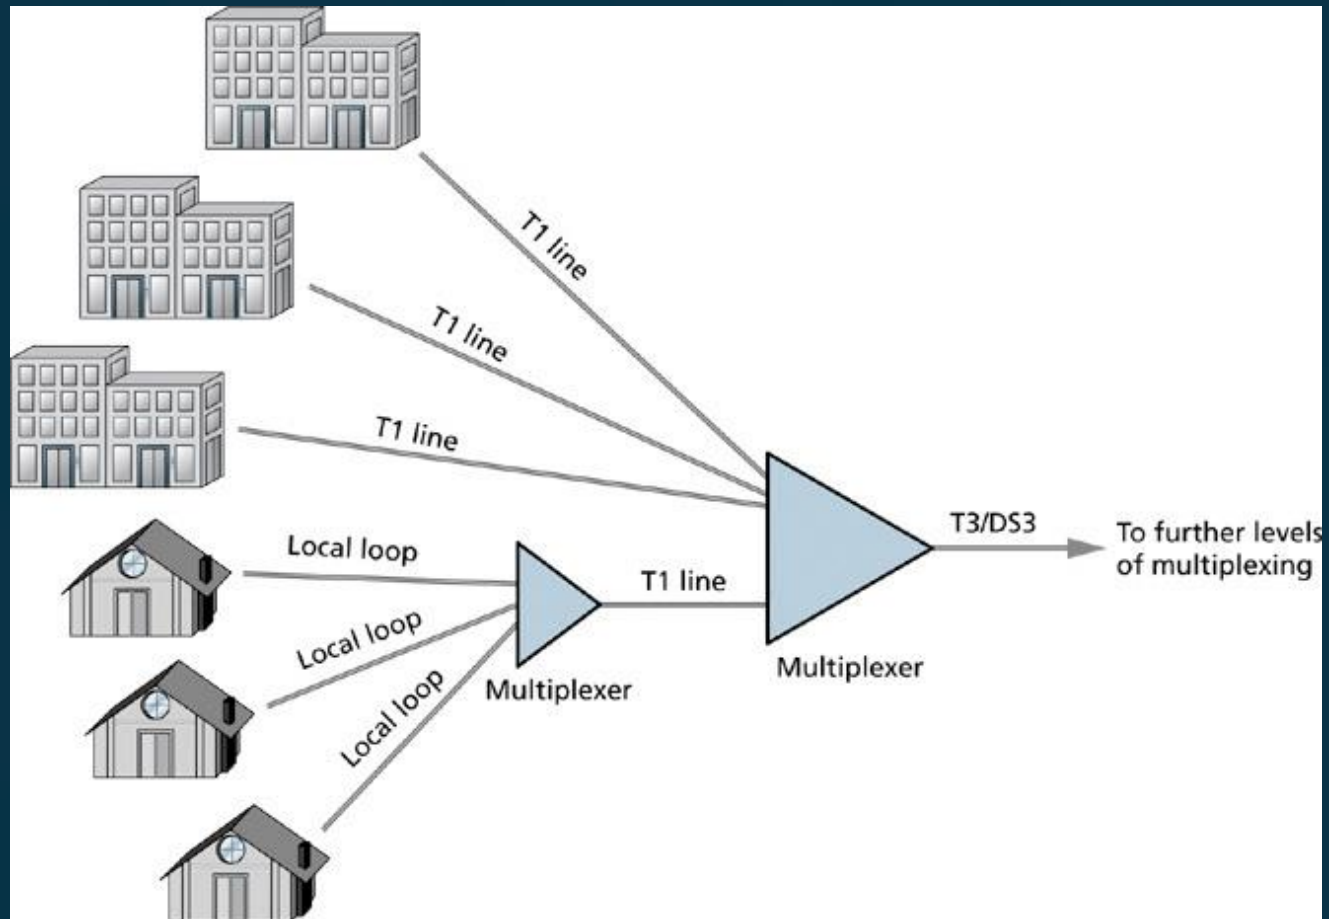 T1 line
T1 line
T1 line
Local loop
Local loop
Local loop
Multiplexer
T1 line
Multiplexer
T3/DS3
To further levels
of multiplexing